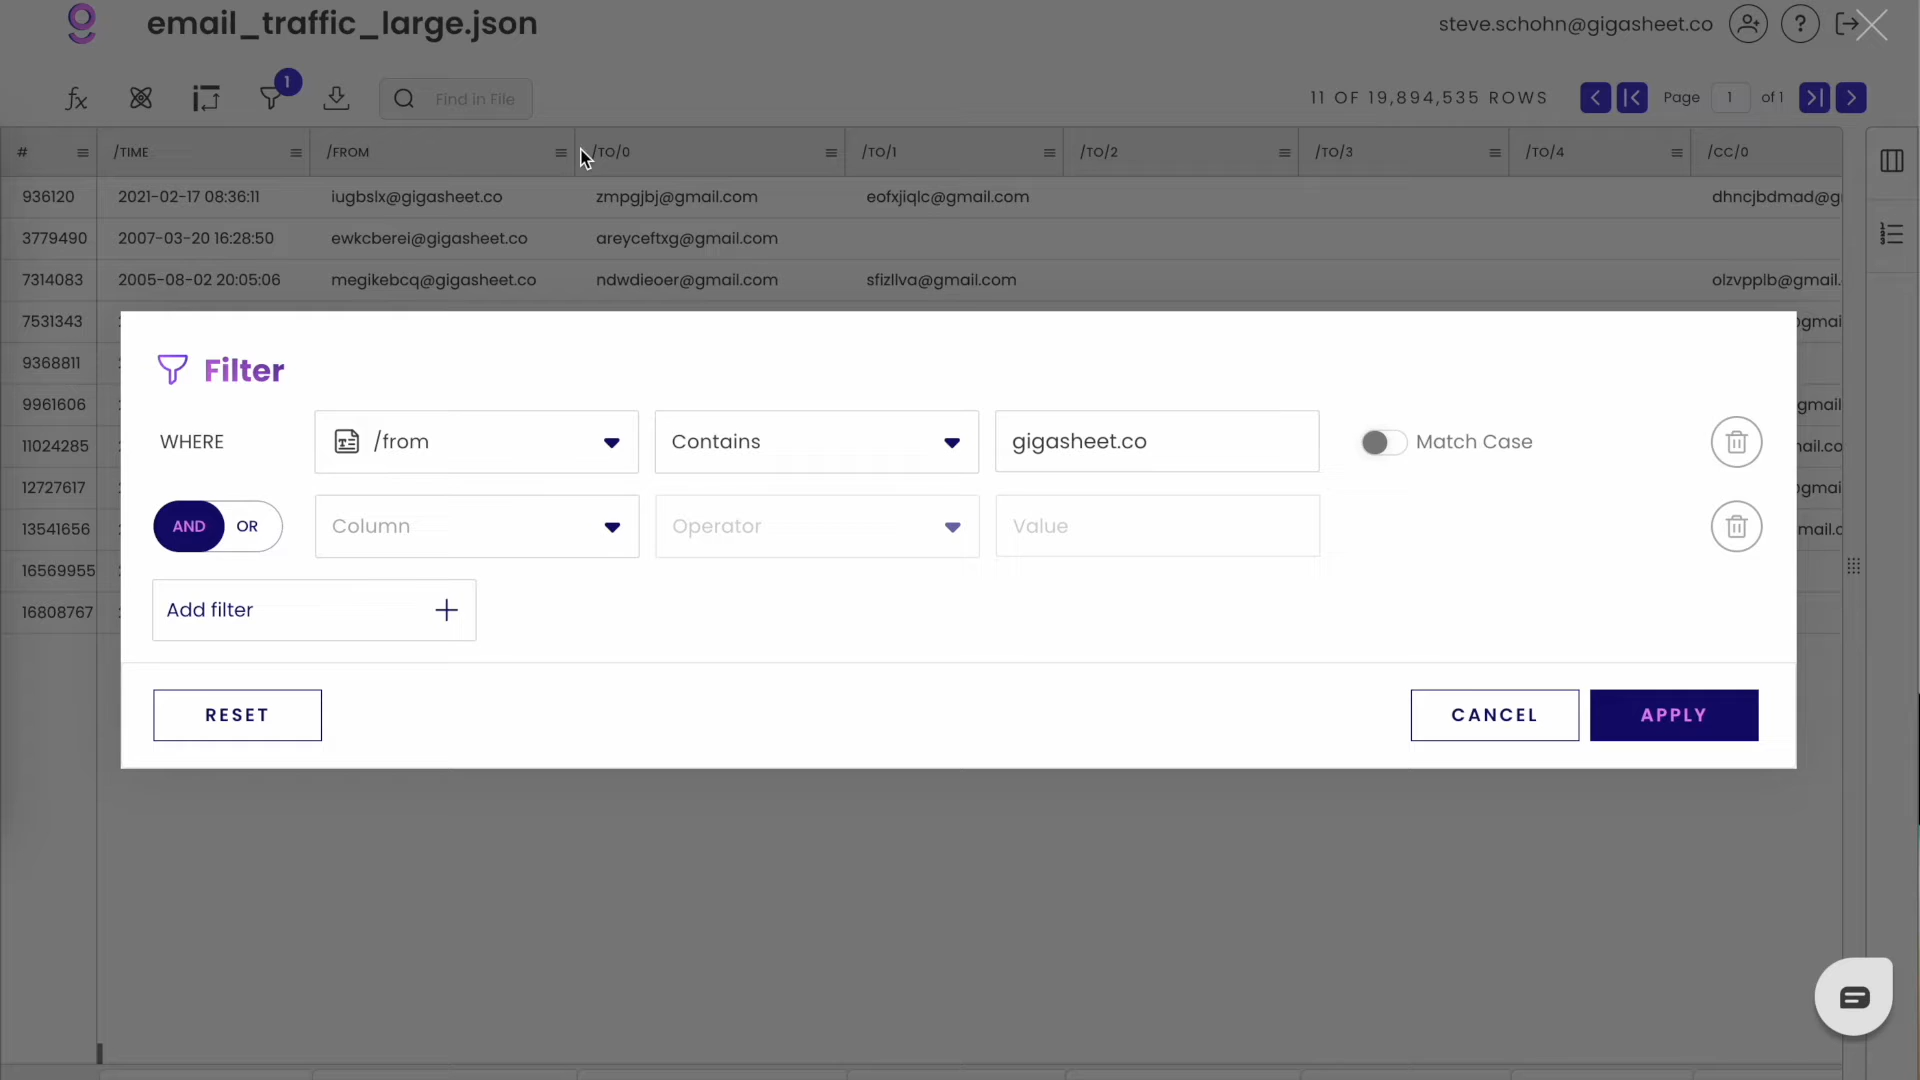 email_traffic_large.json
steve.schohn@gigasheet.co
?
fx
1
Find in File
11 OF 19,894,535 ROWS
Page 1 of 1
# /TIME /FROM /TO/0 /TO/1 /TO/2 /TO/3 /TO/4 /CC/0
936120 2021-02-17 08:36:11 iugbslx@gigasheet.co zmpgjbj@gmail.com eofxjiqlc@gmail.com dhncjbdmad@g
3779490 2007-03-20 16:28:50 ewkcberei@gigasheet.co areyceftxg@gmail.com
7314083 2005-08-02 20:05:06 megikebcq@gigasheet.co ndwdieoer@gmail.com sfizllva@gmail.com olzvpplb@gmail.
7531343 gmai
9368811
9961606 gmail
11024285 ail.co
12727617 gmai
13541656 mail.c
16569955
16808767
Filter
WHERE /from Contains gigasheet.co Match Case
AND OR Column Operator Value
Add filter +
RESET CANCEL APPLY